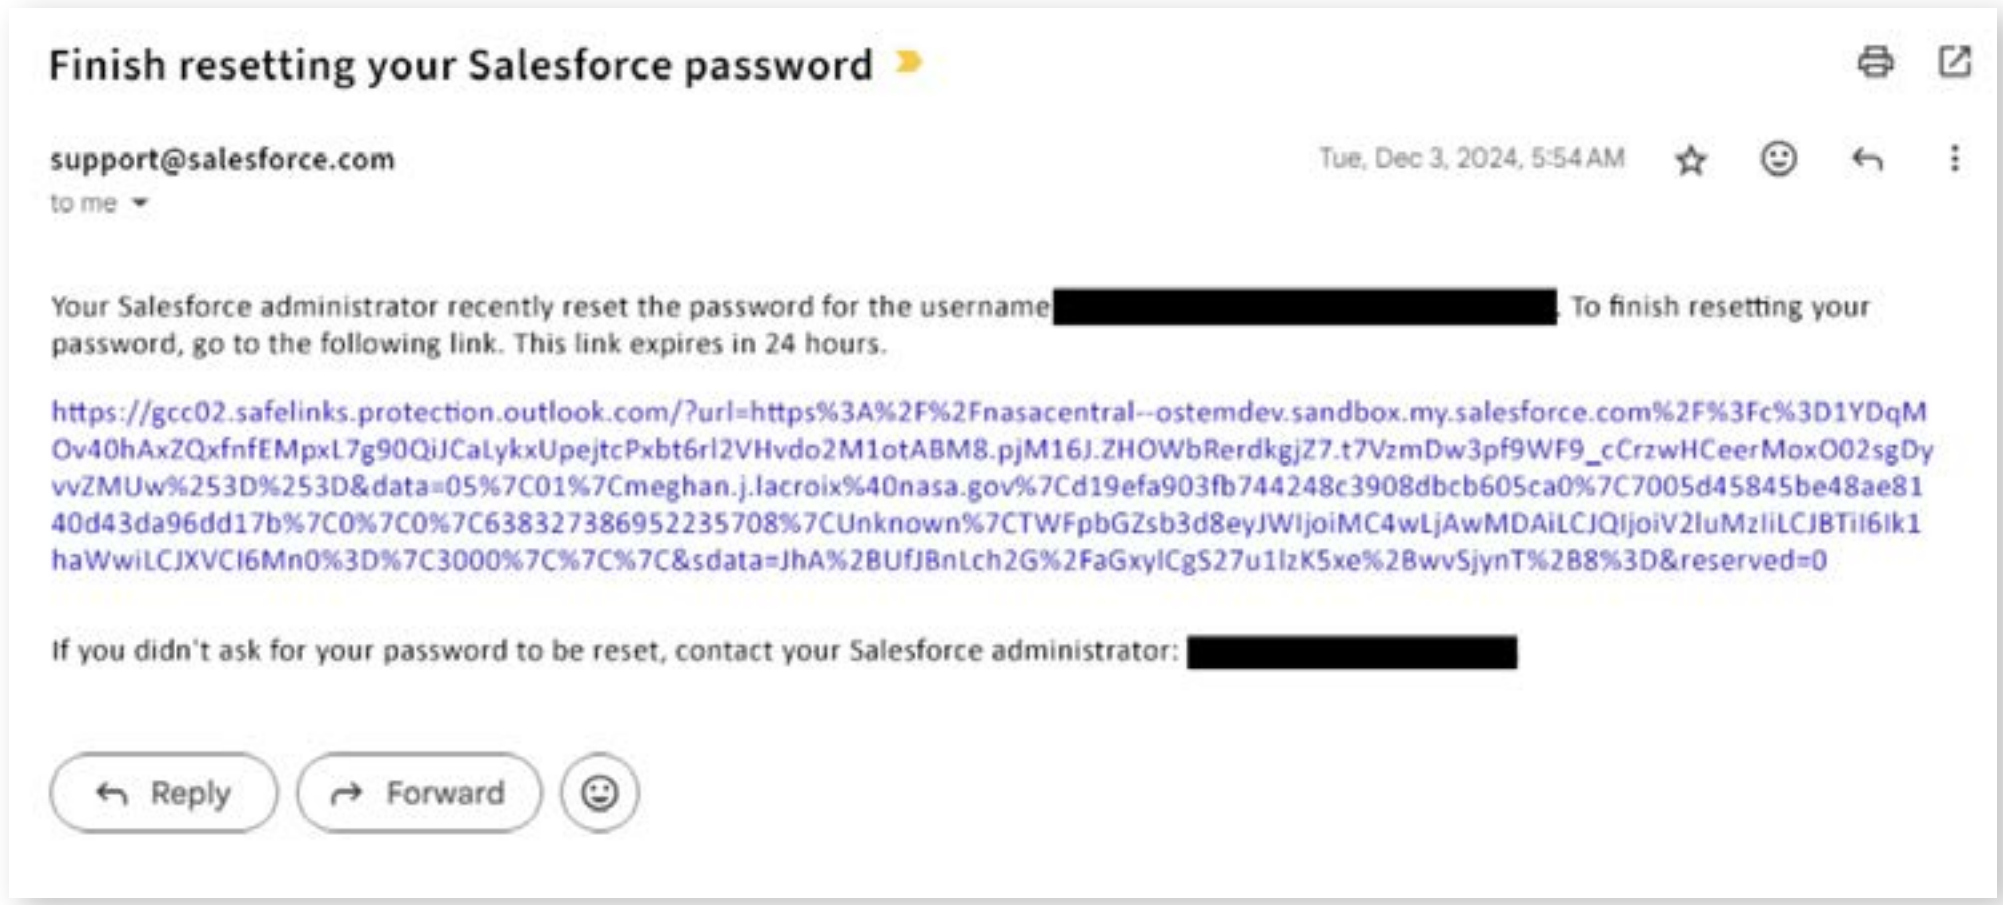 Finish resetting your Salesforce password
support@salesforce.com
Tue, Dec 3, 2024, 5:54 AM
to me
Your Salesforce administrator recently reset the password for the username . To finish resetting your
password, go to the following link. This link expires in 24 hours.
https://gcc02.safelinks.protection.outlook.com/?url=https%3A%2F%2Fnasacentral--ostemdev.sandbox.my.salesforce.com%2F%3Fc%3D1YDqM
Ov40hAxZQxfnfEMpxL7g90QiJCaLykxUpejtcPxbt6rl2VHvdo2M1otABM8.pjM16J.ZHOWbRerdkgjZ7.t7VzmDw3pf9WF9_cCrzwHCeerMoxO02sgDy
vvZMUw%253D%253D&data=05%7C01%7Cmeghan.j.lacroix%40nasa.gov%7Cd19efa903fb744248c3908dbcb605ca0%7C7005d45845be48ae81
40d43da96dd17b%7C0%7C0%7C638327386952235708%7CUnknown%7CTWFpbGZsb3d8eyJWIjoiMC4wLjAwMDAiLCJQIjoiV2luMzIiLCJBTiI6Ik1
haWwiLCJXVCI6Mn0%3D%7C3000%7C%7C%7C&sdata=JhA%2BUfJBnLch2G%2FaGxylCgS27u1lzK5xe%2BwvSjynT%2B8%3D&reserved=0
If you didn't ask for your password to be reset, contact your Salesforce administrator:
Reply
Forward